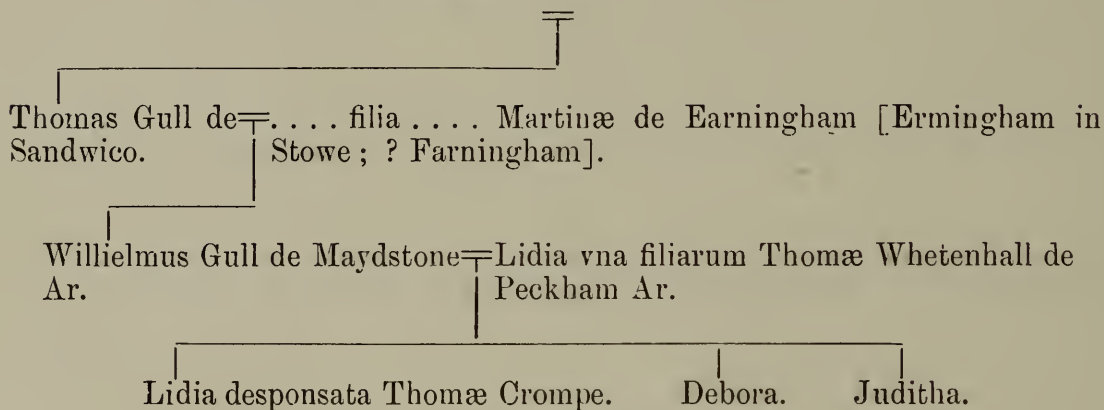 Thomas Gull de=. . . . filia . . . . Martinæ de Earningham [Ermingham in
Sandwico. Stowe ; ? Farningham].
Willielmus Gull de Maydstone=Lidia vna filiarum Thomæ Whetenhall de
Ar. Peckham Ar.
Lidia desponsata Thomæ Crompe. Debora. Juditha.